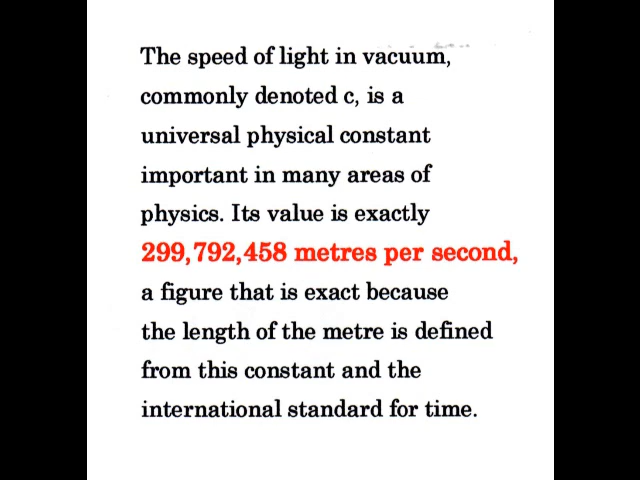 The speed of light in vacuum,
commonly denoted c, is a
universal physical constant
important in many areas of
physics. Its value is exactly
299,792,458 metres per second,
a figure that is exact because
the length of the metre is defined
from this constant and the
international standard for time.